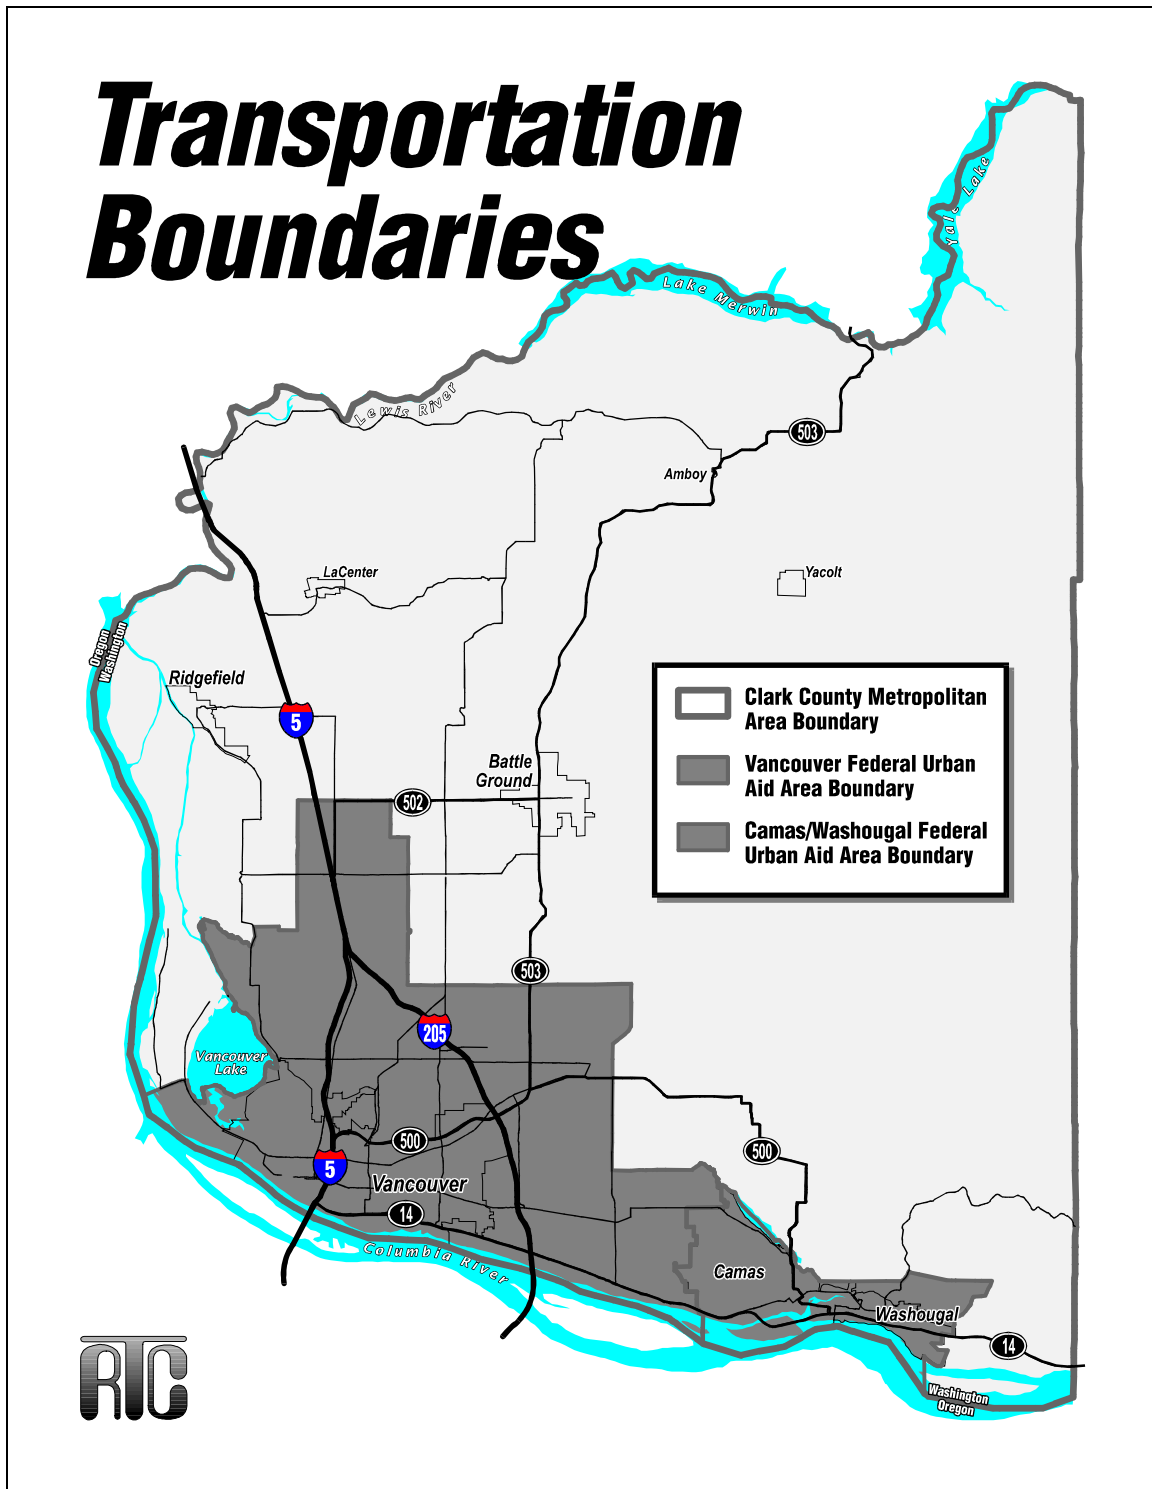 Transportation
Boundaries
Yale Lake
Lake Merwin
Lewis River
503
Amboy
LaCenter
Yacolt
Oregon
Washington
Ridgefield
5
Clark County Metropolitan
Area Boundary
Vancouver Federal Urban
Aid Area Boundary
Camas/Washougal Federal
Urban Aid Area Boundary
Battle
Ground
502
503
205
Vancouver
Lake
500
500
5
Vancouver
14
Columbia River
Camas
Washougal
14
Washington
Oregon
RTC